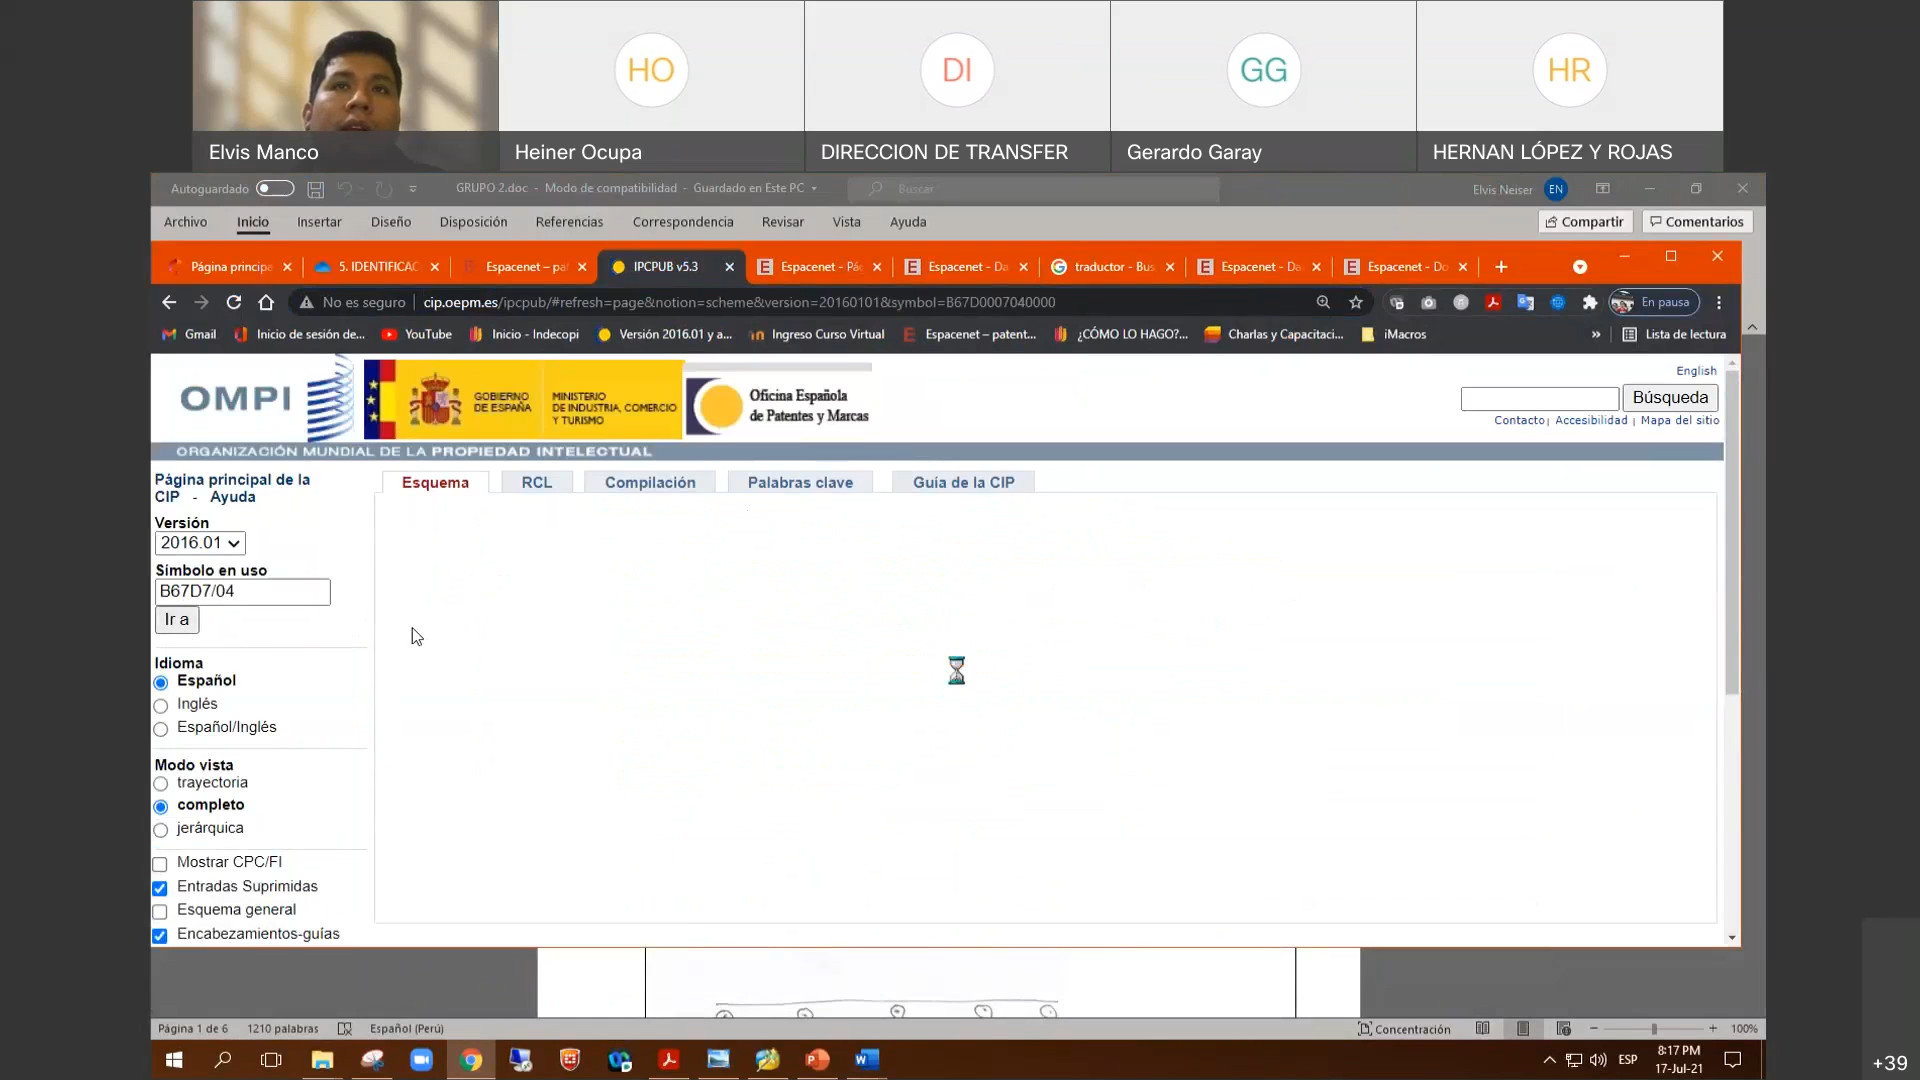 HO
DI
GG
HR
Elvis Manco
Heiner Ocupa
DIRECCION DE TRANSFER
Gerardo Garay
HERNAN LÓPEZ Y ROJAS
Autoguardado
GRUPO 2.doc - Modo de compatibilidad - Guardado en Este PC
Buscar
Elvis Neiser
EN
Archivo Inicio Insertar Diseño Disposición Referencias Correspondencia Revisar Vista Ayuda
Compartir
Comentarios
Página principa
5. IDENTIFICAC
Espacenet – pat
IPCPUB v5.3
Espacenet - Pá
Espacenet - Da
traductor - Bus
Espacenet - Da
Espacenet - Do
No es seguro
cip.oepm.es/ipcpub/#refresh=page&notion=scheme&version=20160101&symbol=B67D0007040000
En pausa
Gmail
Inicio de sesión de...
YouTube
Inicio - Indecopi
Versión 2016.01 y a...
Ingreso Curso Virtual
Espacenet – patent...
¿CÓMO LO HAGO?...
Charlas y Capacitaci...
iMacros
»
Lista de lectura
OMPI
GOBIERNO
DE ESPAÑA
MINISTERIO
DE INDUSTRIA, COMERCIO
Y TURISMO
Oficina Española
de Patentes y Marcas
English
Búsqueda
Contacto| Accesibilidad | Mapa del sitio
ORGANIZACIÓN MUNDIAL DE LA PROPIEDAD INTELECTUAL
Página principal de la
CIP - Ayuda
Esquema
RCL
Compilación
Palabras clave
Guía de la CIP
Versión
2016.01
Símbolo en uso
B67D7/04
Ir a
Idioma
Español
Inglés
Español/Inglés
Modo vista
trayectoria
completo
jerárquica
Mostrar CPC/FI
Entradas Suprimidas
Esquema general
Encabezamientos-guías
Página 1 de 6
1210 palabras
Español (Perú)
Concentración
100%
ESP
8:17 PM
17-Jul-21
+39